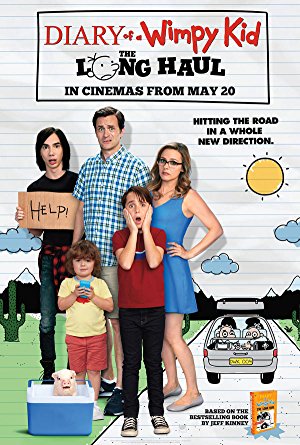 DIARY of a Wimpy Kid
THE
LONG HAUL
IN CINEMAS FROM MAY 20
HITTING THE ROAD
IN A WHOLE
NEW DIRECTION.
HELP!
BASED ON THE
BESTSELLING BOOK
BY JEFF KINNEY